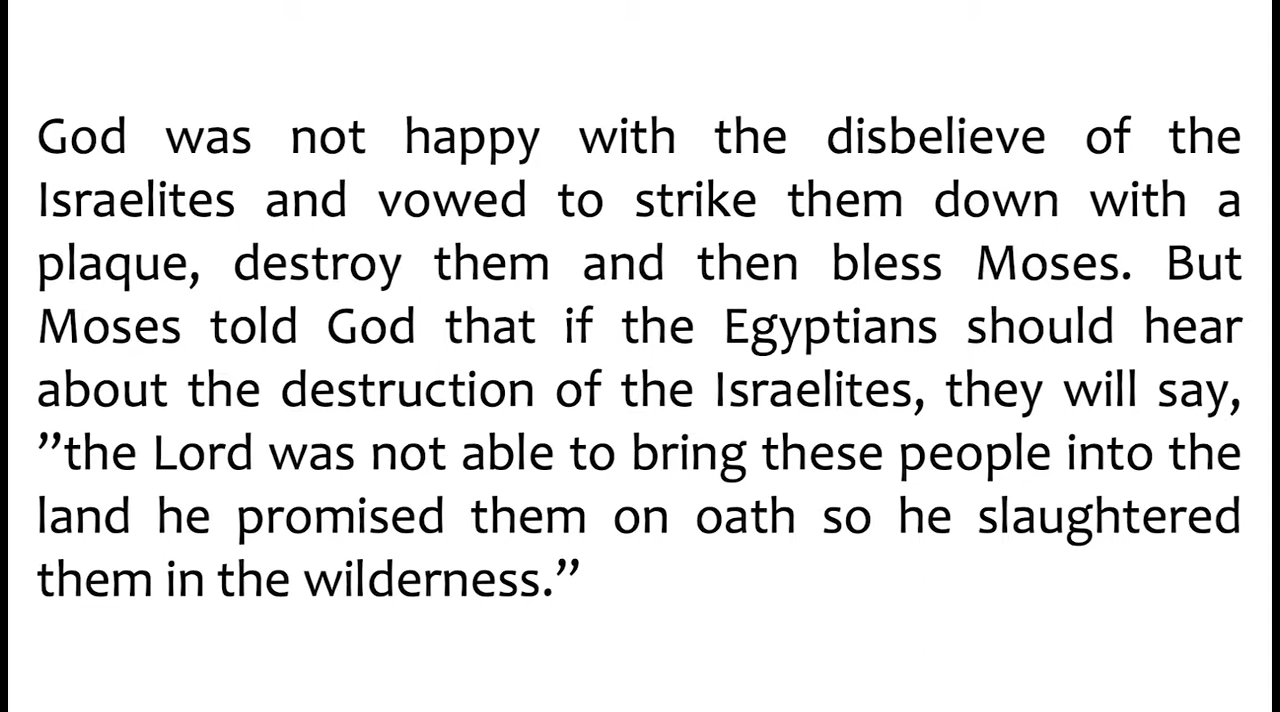 God was not happy with the disbelieve of the
Israelites and vowed to strike them down with a
plaque, destroy them and then bless Moses. But
Moses told God that if the Egyptians should hear
about the destruction of the Israelites, they will say,
”the Lord was not able to bring these people into the
land he promised them on oath so he slaughtered
them in the wilderness.”